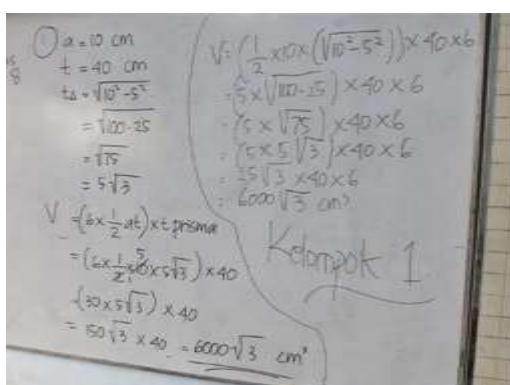 ① a = 10 cm
t = 40 cm
t△ = √10² - 5²
= √100 - 25
= √75
= 5√3
V = (6 × 1/2 at) × t prisma
= (6 × 1/2 × 10 5 × 5√3) × 40
(30 × 5√3) × 40
= 150√3 × 40 = 6000√3 cm³
V = (1/2 × 10 × (√10² - 5²)) × 40 × 6
= (5 × √100 - 25) × 40 × 6
= (5 × √75) × 40 × 6
= (5 × 5√3) × 40 × 6
= 25√3 × 40 × 6
= 6000√3 cm³
Kelompok 1